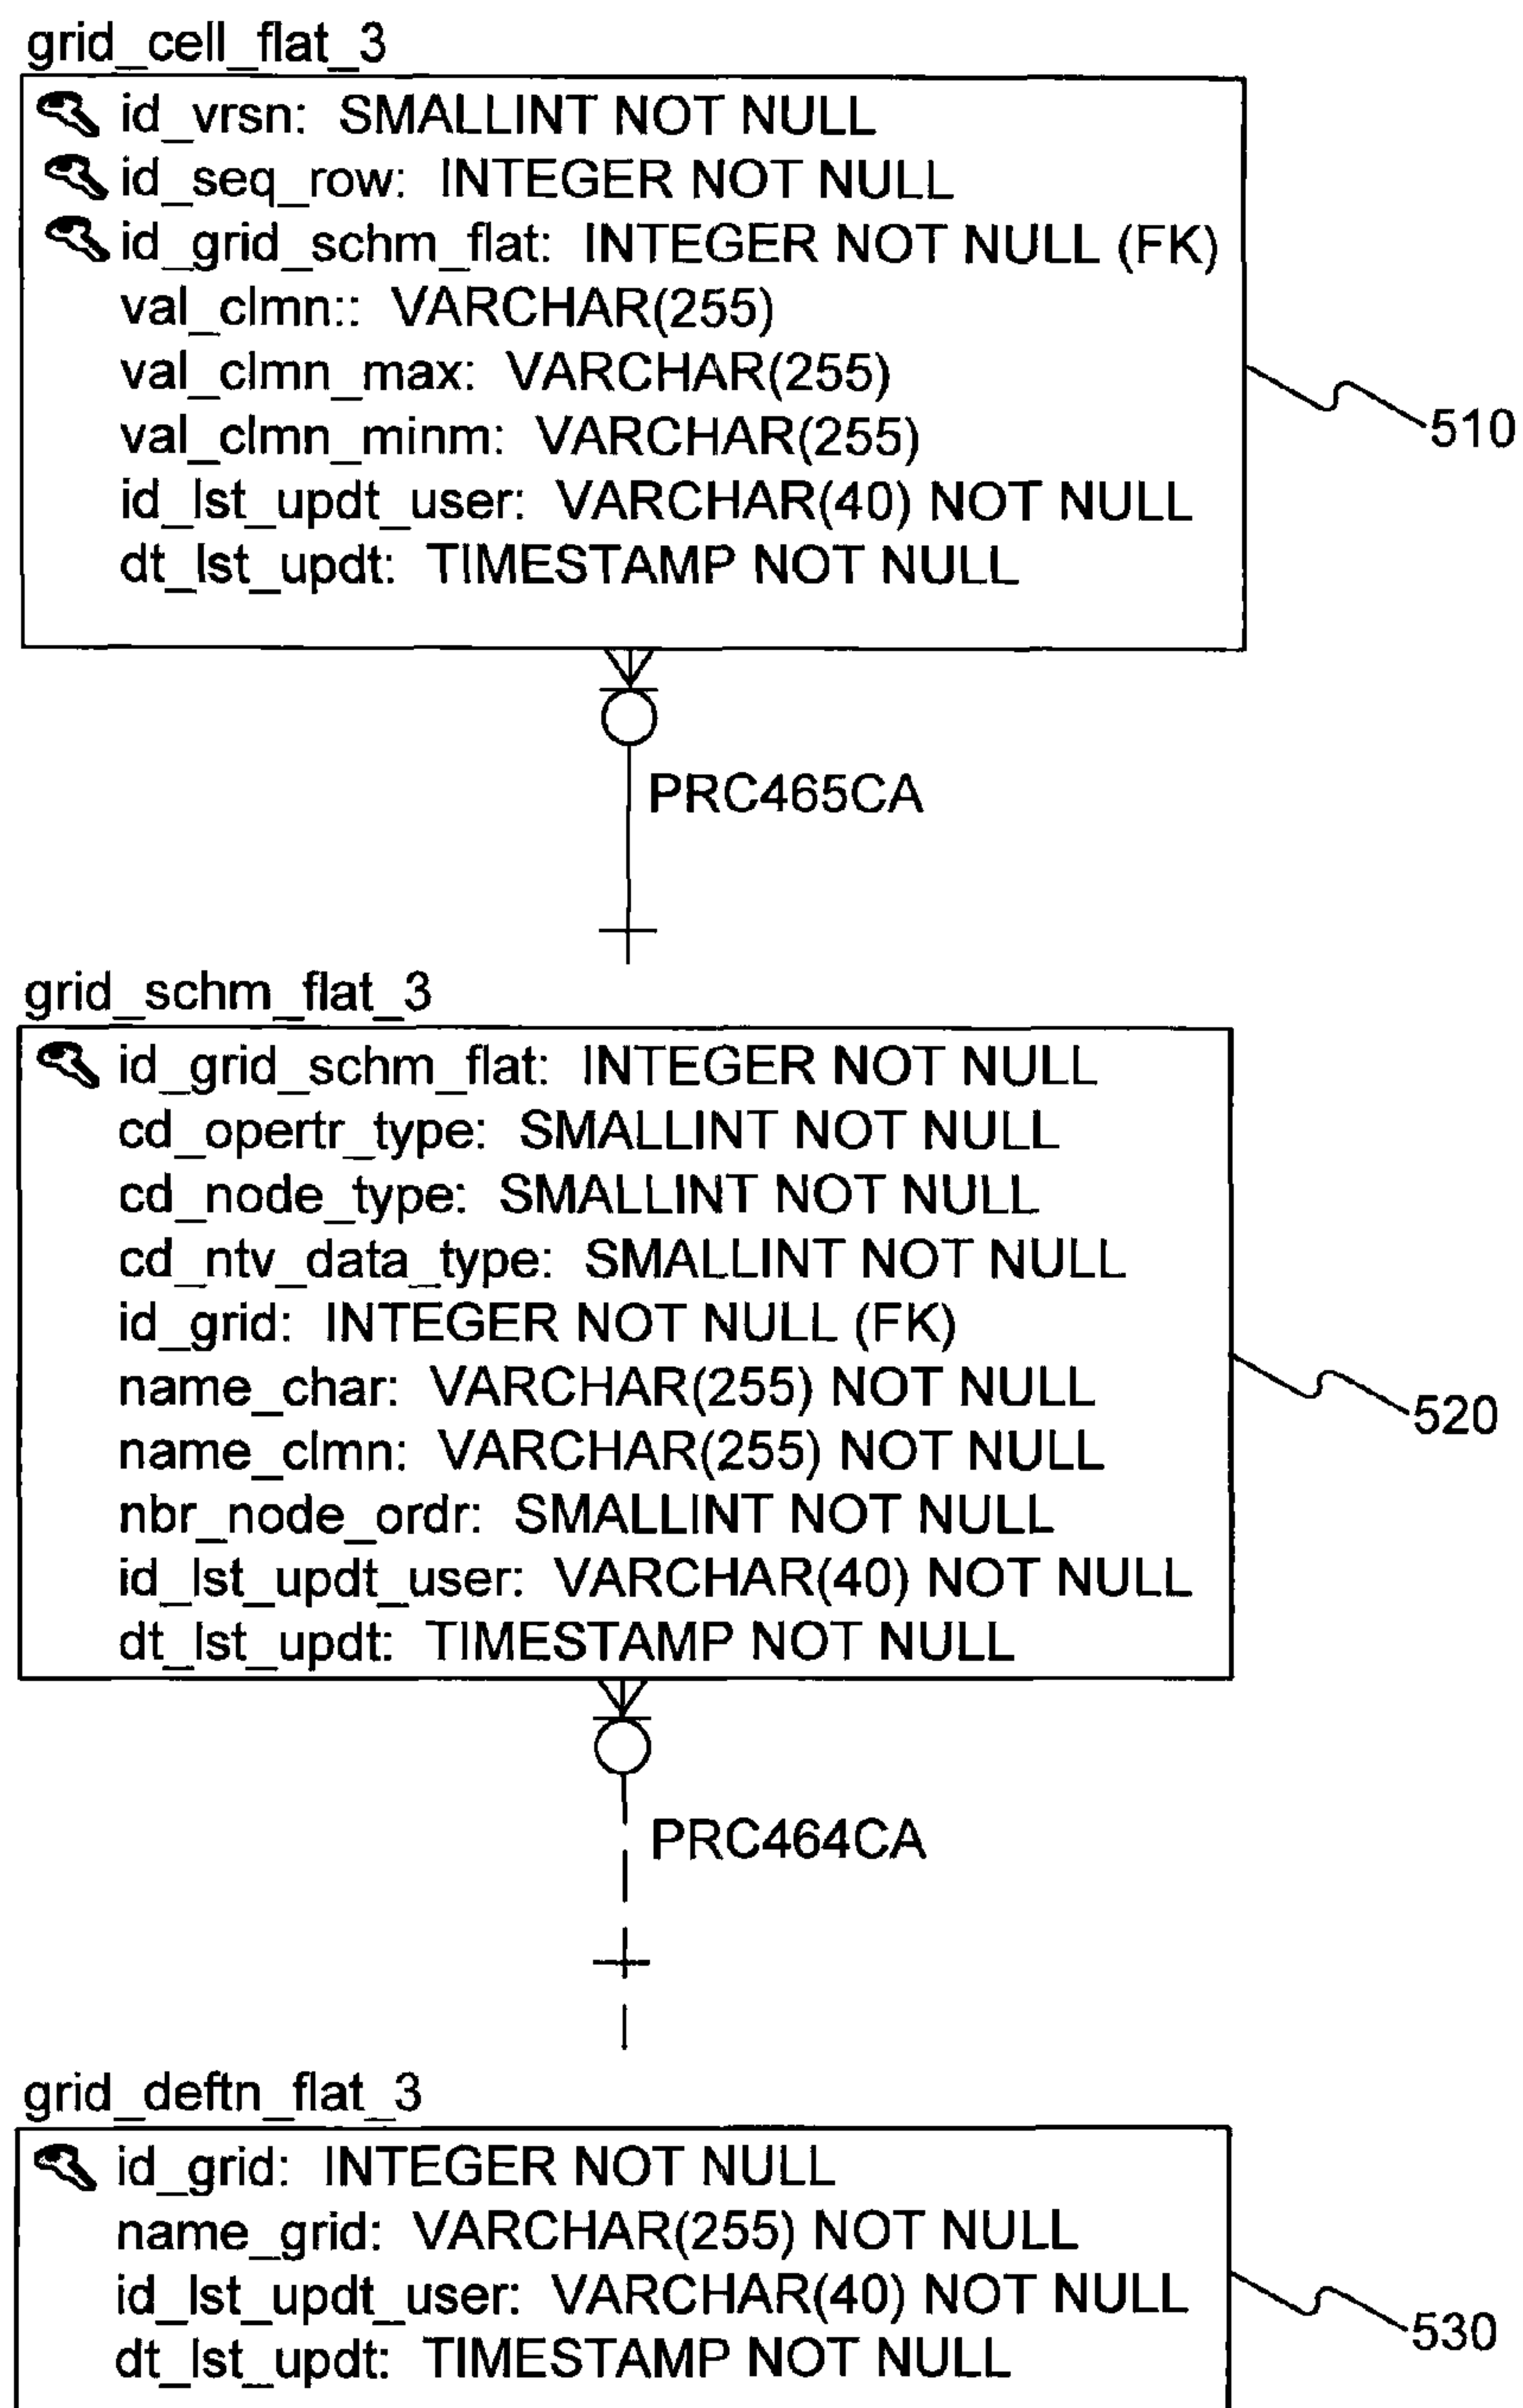 grid_cell_flat_3
id_vrsn: SMALLINT NOT NULL
id_seq_row: INTEGER NOT NULL
id_grid_schm_flat: INTEGER NOT NULL (FK)
val_clmn:: VARCHAR(255)
val_clmn_max: VARCHAR(255)
val_clmn_minm: VARCHAR(255)
id_lst_updt_user: VARCHAR(40) NOT NULL
dt_lst_updt: TIMESTAMP NOT NULL
510
PRC465CA
grid_schm_flat_3
id_grid_schm_flat: INTEGER NOT NULL
cd_opertr_type: SMALLINT NOT NULL
cd_node_type: SMALLINT NOT NULL
cd_ntv_data_type: SMALLINT NOT NULL
id_grid: INTEGER NOT NULL (FK)
name_char: VARCHAR(255) NOT NULL
name_clmn: VARCHAR(255) NOT NULL
nbr_node_ordr: SMALLINT NOT NULL
id_lst_updt_user: VARCHAR(40) NOT NULL
dt_lst_updt: TIMESTAMP NOT NULL
520
PRC464CA
grid_deftn_flat_3
id_grid: INTEGER NOT NULL
name_grid: VARCHAR(255) NOT NULL
id_lst_updt_user: VARCHAR(40) NOT NULL
dt_lst_updt: TIMESTAMP NOT NULL
530